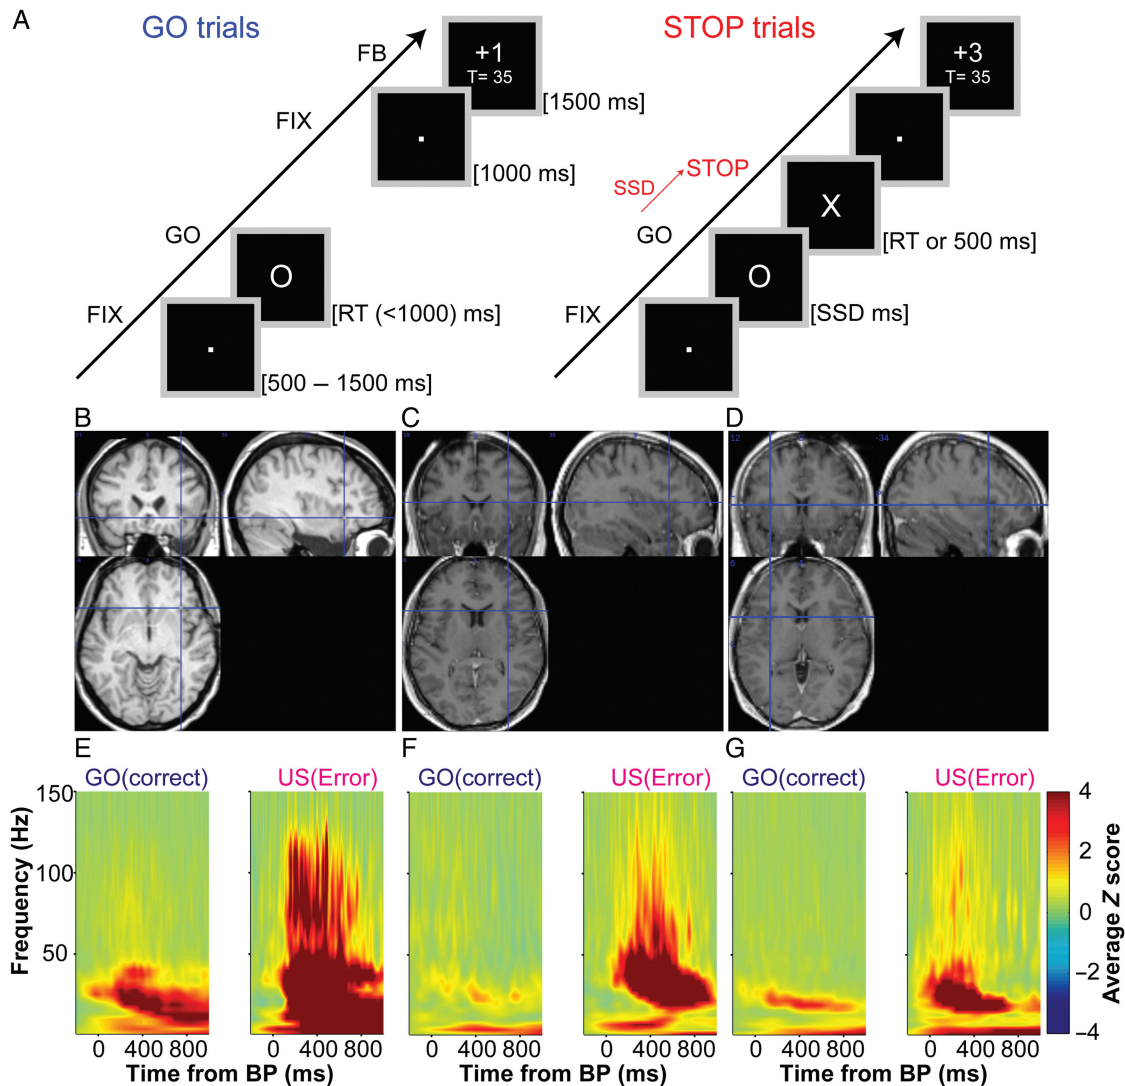 A
GO trials
STOP trials
FB
+1
T= 35
[1500 ms]
FIX
[1000 ms]
GO
O
[RT (<1000) ms]
FIX
[500 – 1500 ms]
+3
T= 35
SSD
STOP
X
[RT or 500 ms]
GO
O
[SSD ms]
FIX
B
C
D
12
-34
6
E
F
G
GO(correct)
US(Error)
GO(correct)
US(Error)
GO(correct)
US(Error)
Frequency (Hz)
150
100
50
0 400 800
0 400 800
0 400 800
0 400 800
0 400 800
0 400 800
Time from BP (ms)
Time from BP (ms)
Time from BP (ms)
4
2
0
−2
−4
Average Z score